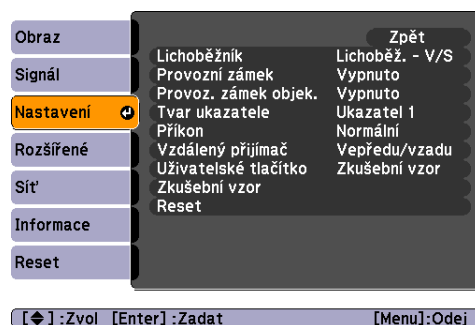 Obraz
Signál
Nastavení
Rozšířené
Síť
Informace
Reset
Zpět
Lichoběžník Lichoběž. - V/S
Provozní zámek Vypnuto
Provoz. zámek objek. Vypnuto
Tvar ukazatele Ukazatel 1
Příkon Normální
Vzdálený přijímač Vepředu/vzadu
Uživatelské tlačítko Zkušební vzor
Zkušební vzor
Reset
[◆] :Zvol [Enter] :Zadat [Menu]:Odej